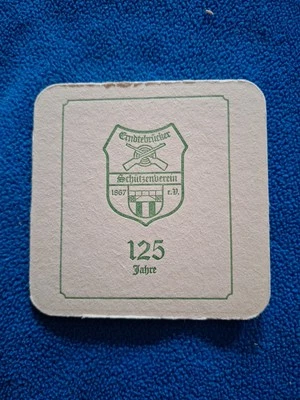 Erndtebrücker
Schützenverein
1867 e.V.
125
Jahre